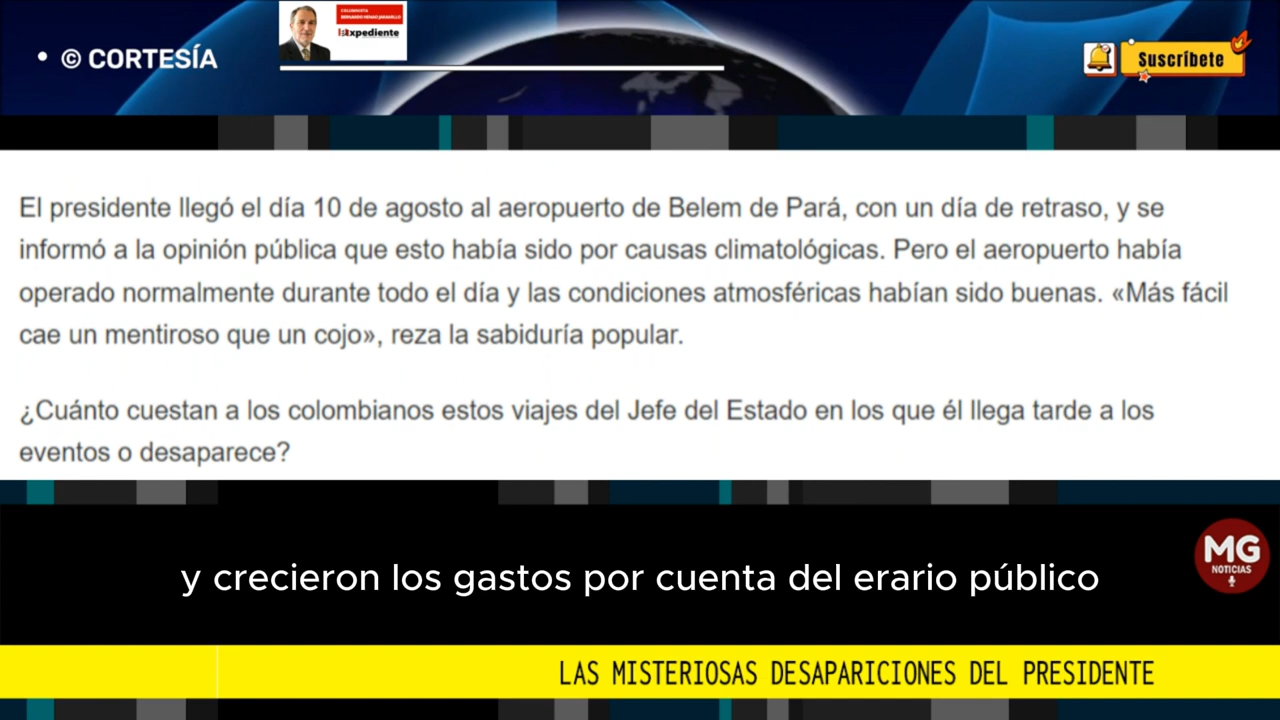 © CORTESÍA
COLUMNISTA
BERNARDO HENAO JARAMILLO
Expediente
Suscríbete
El presidente llegó el día 10 de agosto al aeropuerto de Belem de Pará, con un día de retraso, y se
informó a la opinión pública que esto había sido por causas climatológicas. Pero el aeropuerto había
operado normalmente durante todo el día y las condiciones atmosféricas habían sido buenas. «Más fácil
cae un mentiroso que un cojo», reza la sabiduría popular.
¿Cuánto cuestan a los colombianos estos viajes del Jefe del Estado en los que él llega tarde a los
eventos o desaparece?
y crecieron los gastos por cuenta del erario público
MG
NOTICIAS
LAS MISTERIOSAS DESAPARICIONES DEL PRESIDENTE